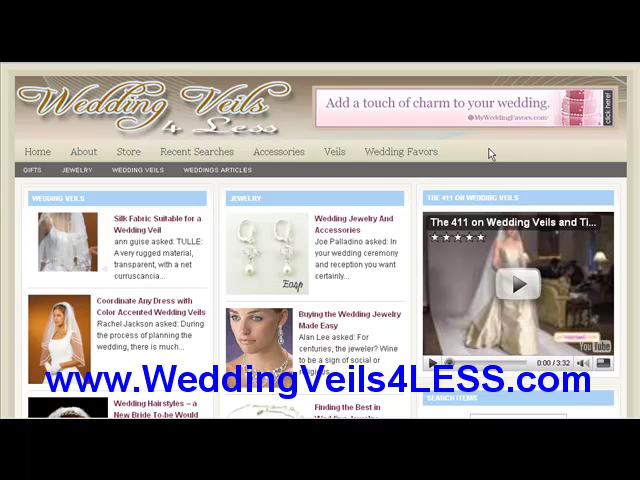 Wedding Veils
4 Less
Add a touch of charm to your wedding.
MyWeddingFavors.com
click here!
Home About Store Recent Searches Accessories Veils Wedding Favors
GIFTS JEWELRY WEDDING VEILS WEDDINGS ARTICLES
WEDDING VEILS
Silk Fabric Suitable for a
Wedding Veil
ann guise asked: TULLE:
A very rugged material,
transparent, with a net
curruscancia...
Coordinate Any Dress with
Color Accented Wedding Veils
Rachel Jackson asked: During
the process of planning the
wedding, there is much...
Wedding Hairstyles – a
New Bride To-be Would
JEWELRY
Wedding Jewelry And
Accessories
Joe Palladino asked: In
your wedding ceremony
and reception you want
certainly...
Easp
Buying the Wedding Jewelry
Made Easy
Alan Lee asked: For
centuries, the jeweler? Wine
to be a sign of social or
religious
Finding the Best in
Wedding Jewelry
THE 411 ON WEDDING VEILS
The 411 on Wedding Veils and Ti...
0:00 / 3:32
YouTube
SEARCH ITEMS
www.WeddingVeils4LESS.com